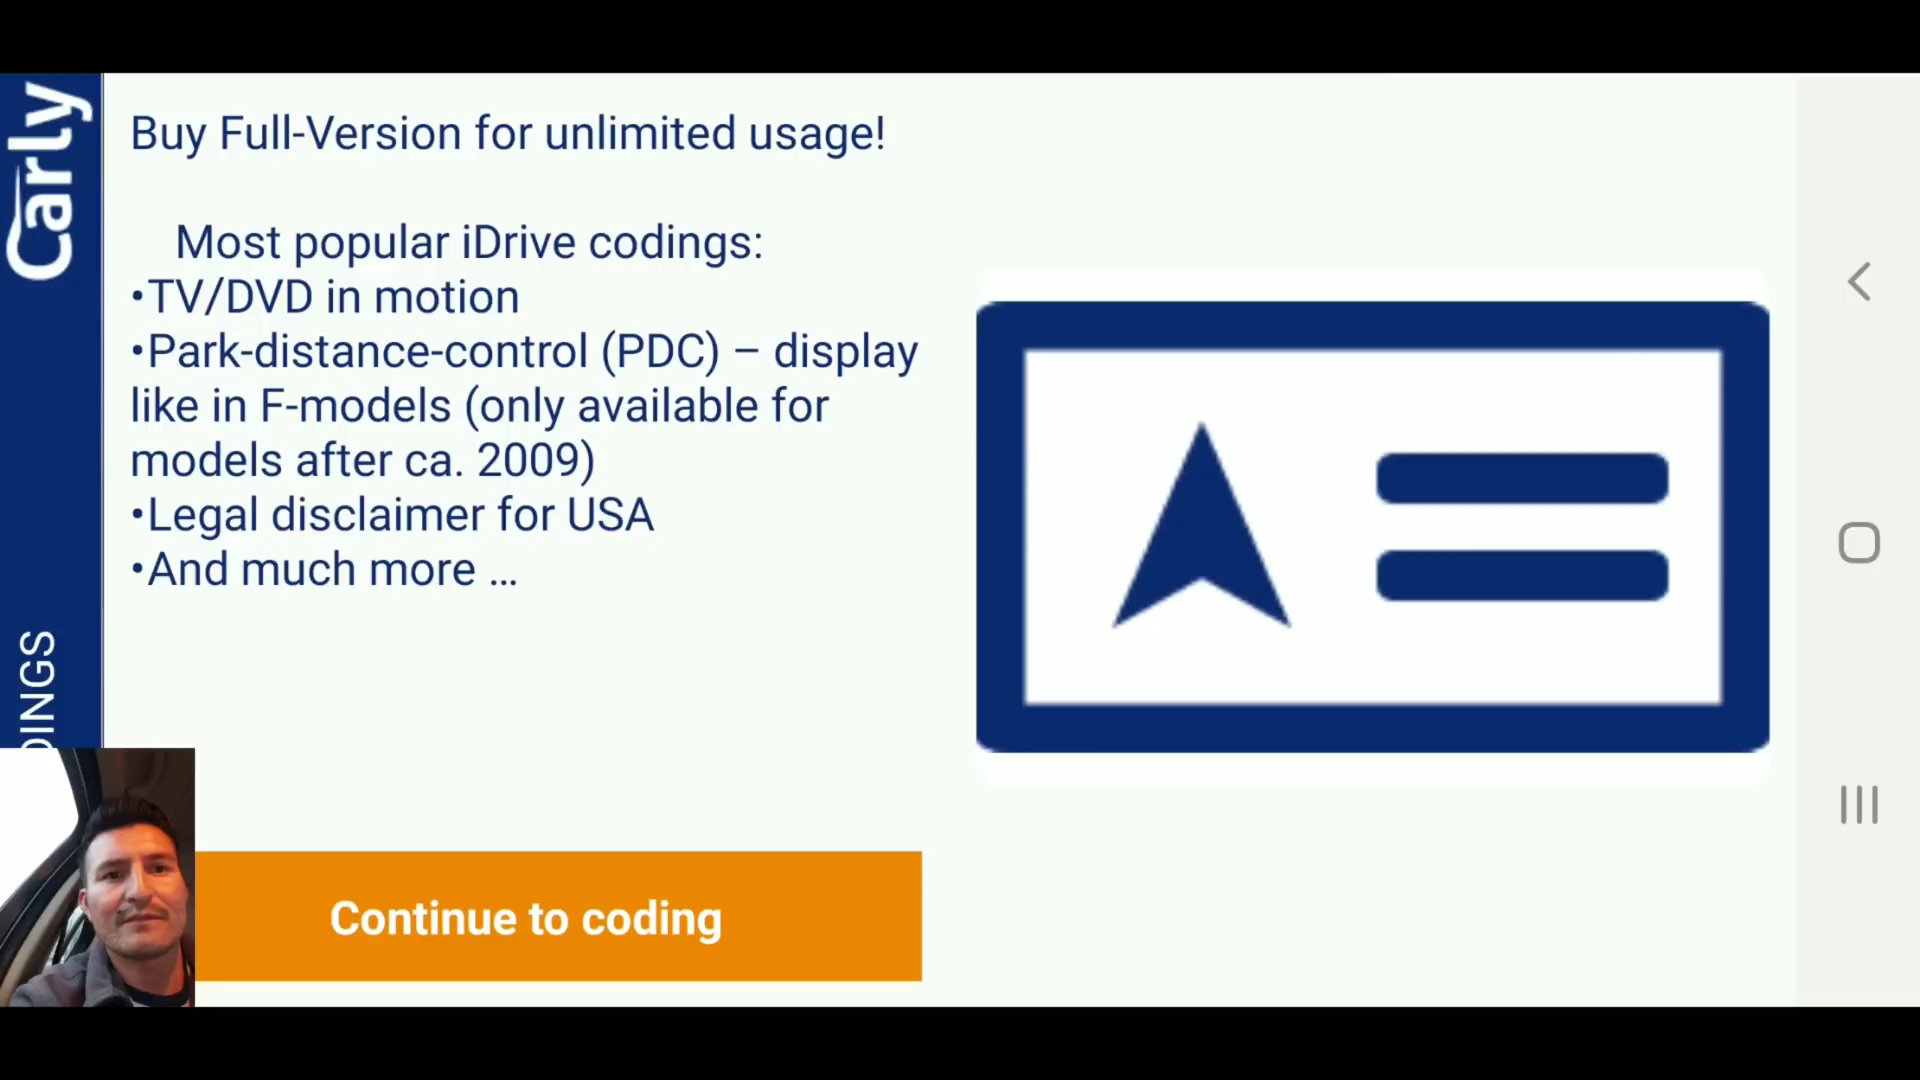 Carly
DINGS
Buy Full-Version for unlimited usage!
Most popular iDrive codings:
•TV/DVD in motion
•Park-distance-control (PDC) – display
like in F-models (only available for
models after ca. 2009)
•Legal disclaimer for USA
•And much more ...
Continue to coding